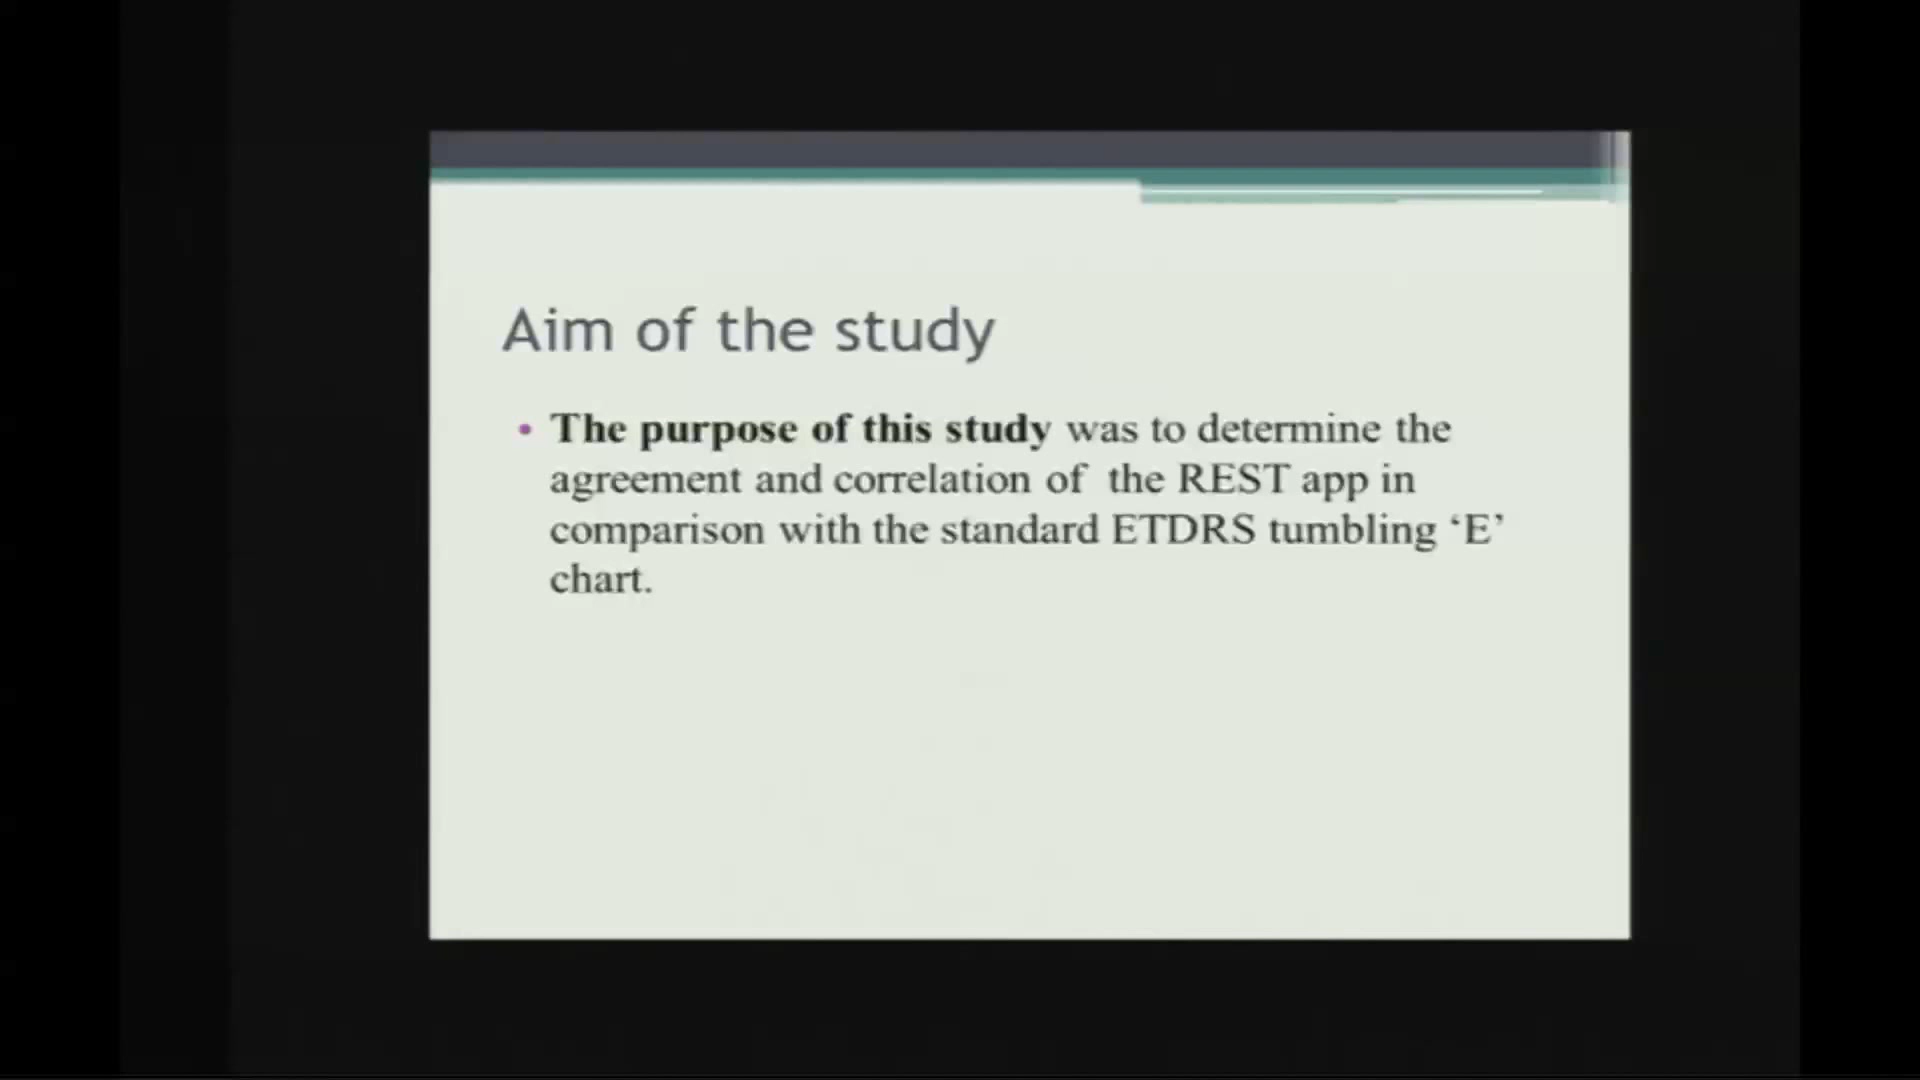 Aim of the study
• The purpose of this study was to determine the
agreement and correlation of the REST app in
comparison with the standard ETDRS tumbling ‘E’
chart.